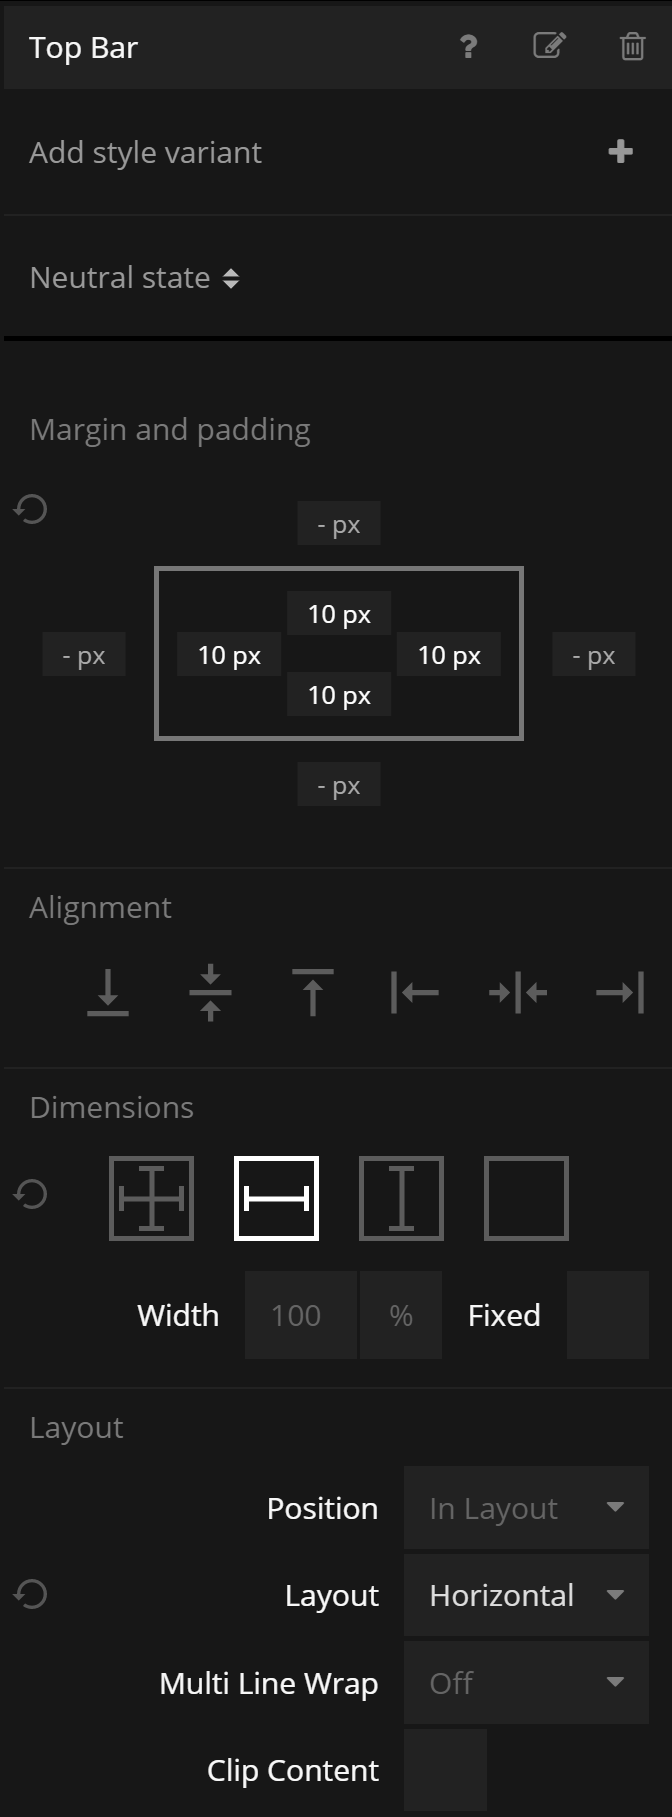 Top Bar ?
Add style variant
Neutral state
Margin and padding
- px
10 px
- px 10 px 10 px - px
10 px
- px
Alignment
Dimensions
Width 100 % Fixed
Layout
Position In Layout
Layout Horizontal
Multi Line Wrap Off
Clip Content